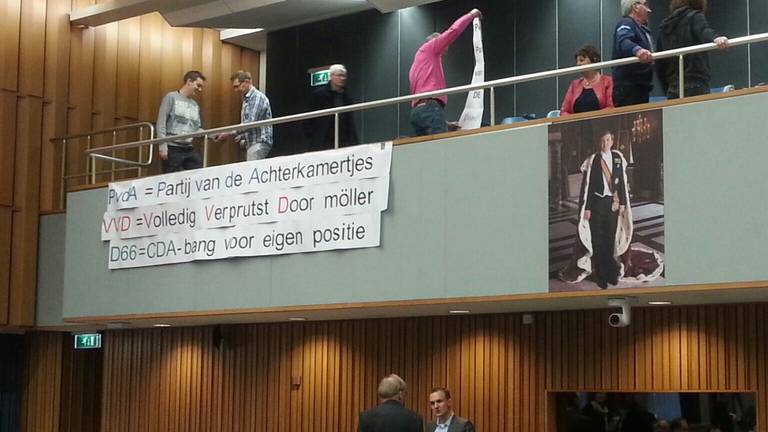 PvdA = Partij van de Achterkamertjes
VVD =Volledig Verprutst Door möller
D66=CDA-bang voor eigen positie